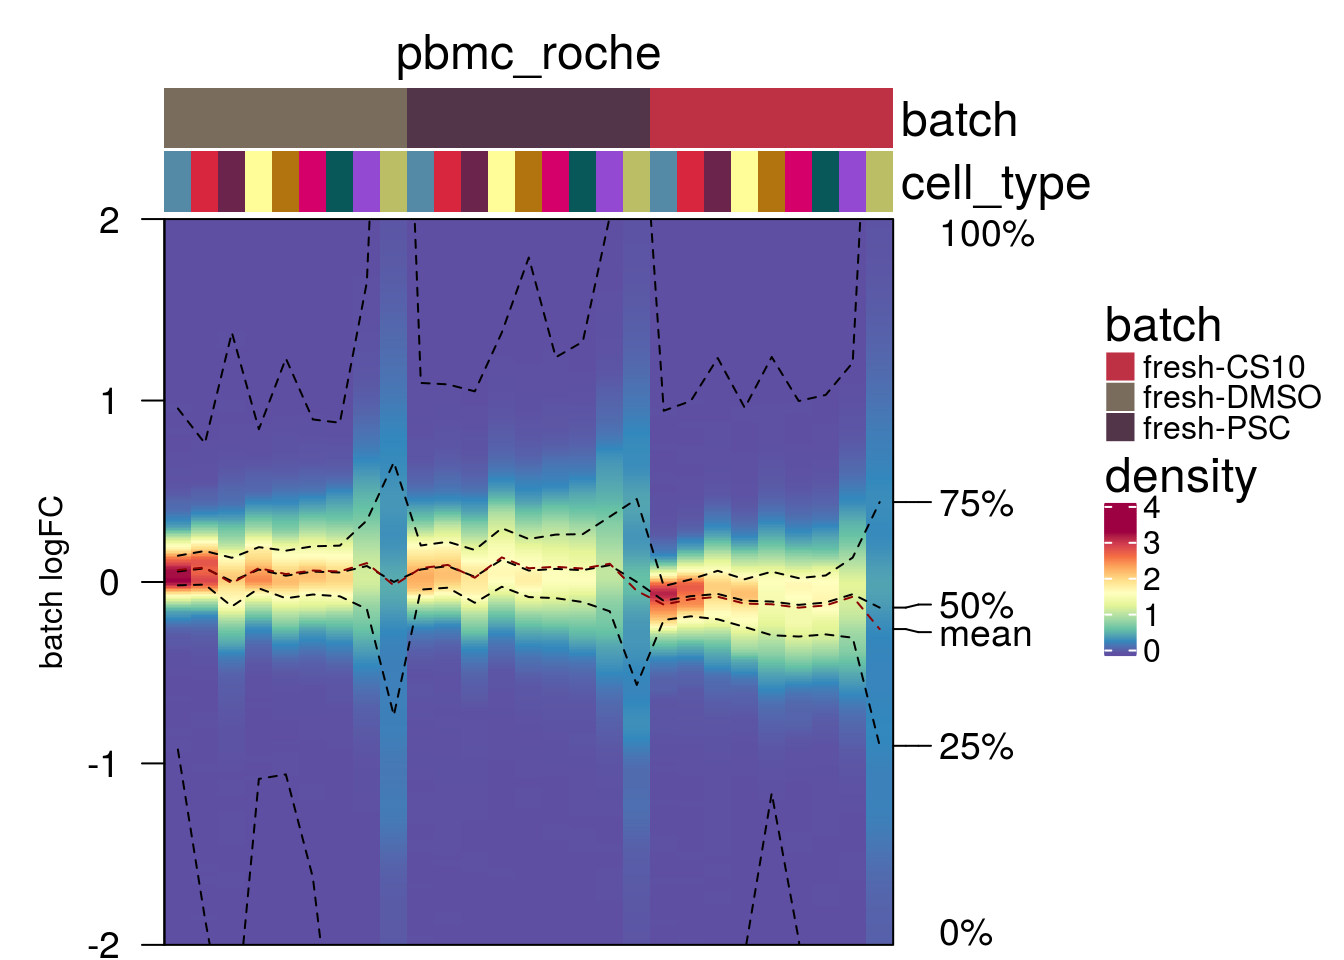 pbmc_roche
batch
cell_type
2
1
0
-1
-2
batch logFC
100%
75%
50%
mean
25%
0%
batch
fresh-CS10
fresh-DMSO
fresh-PSC
density
4
3
2
1
0